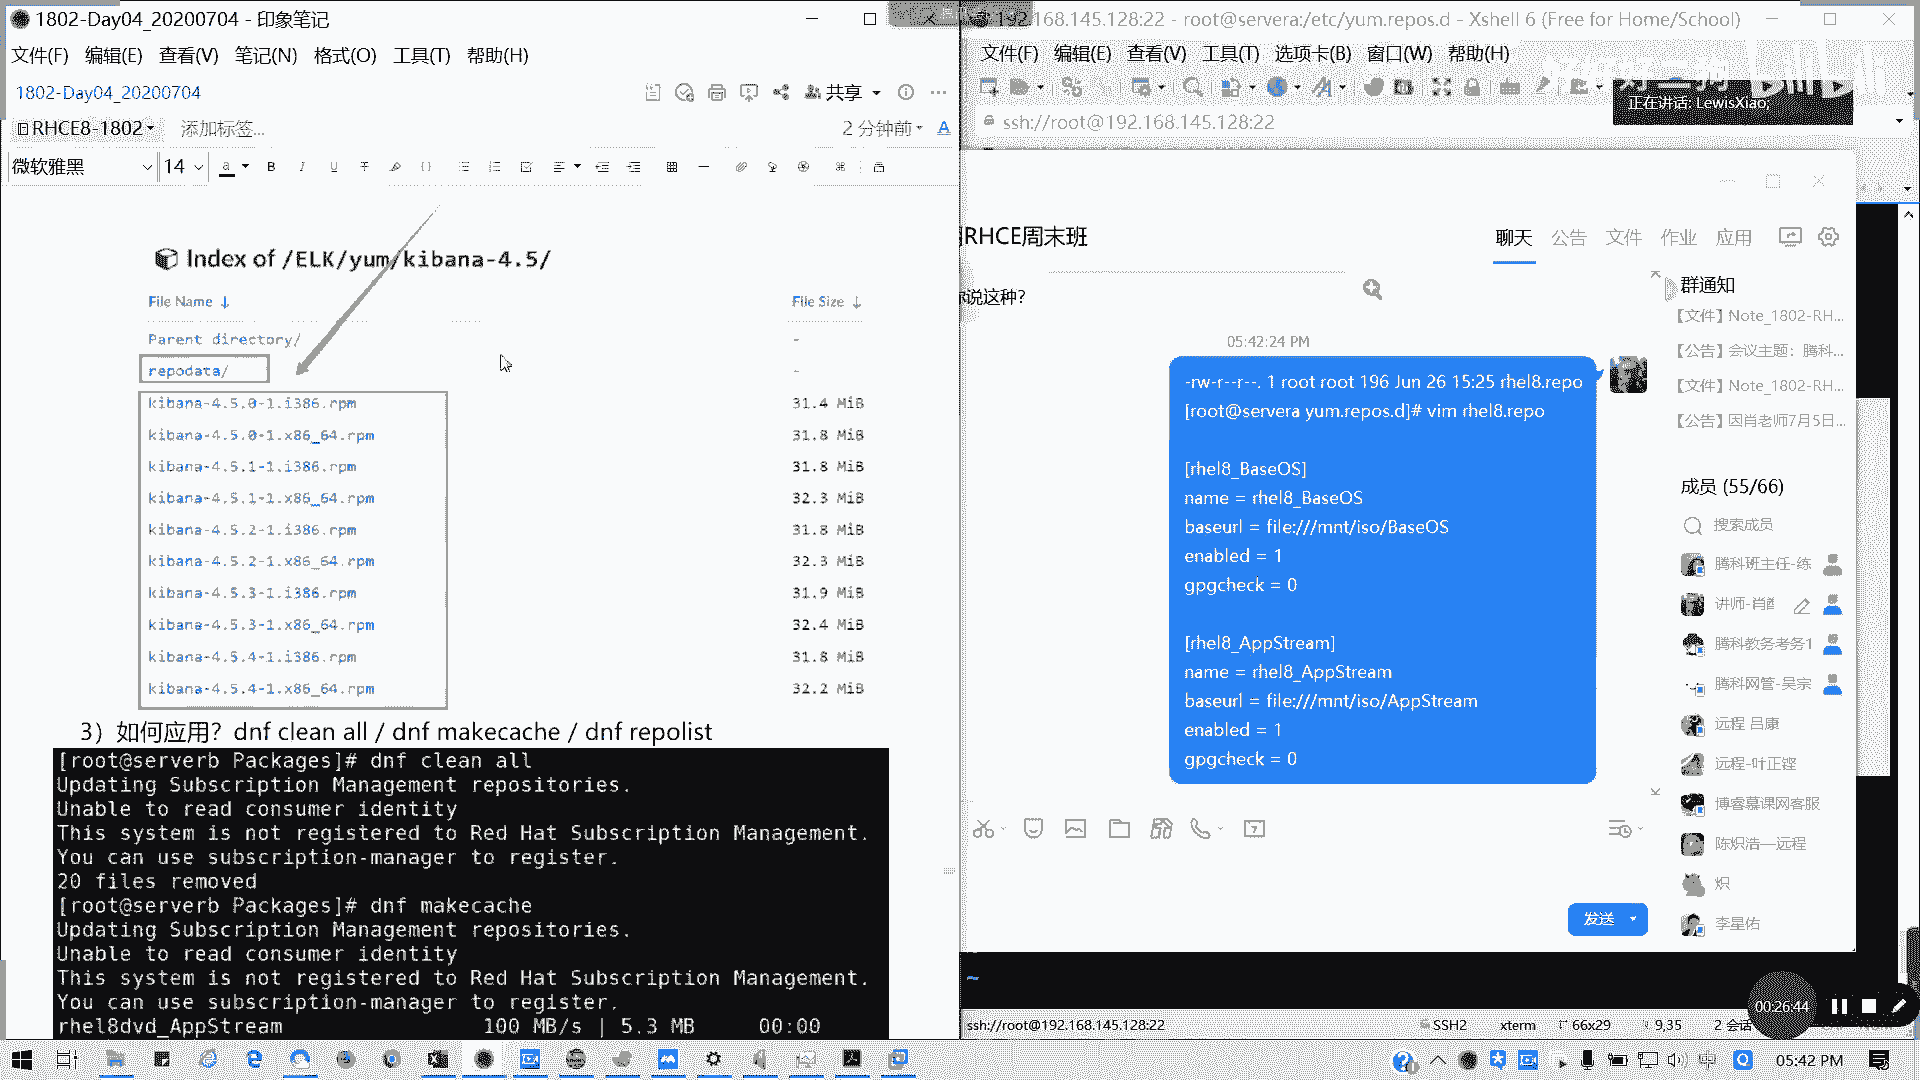 1802-Day04_20200704 - 印象笔记
文件(F) 编辑(E) 查看(V) 笔记(N) 格式(O) 工具(T) 帮助(H)
1802-Day04_20200704
共享
RHCE8-1802
添加标签...
2 分钟前
微软雅黑
14
Index of /ELK/yum/kibana-4.5/
File Name ↓
File Size ↓
Parent directory/ -
repodata/ -
kibana-4.5.0-1.i386.rpm 31.4 MiB
kibana-4.5.0-1.x86_64.rpm 31.8 MiB
kibana-4.5.1-1.i386.rpm 31.8 MiB
kibana-4.5.1-1.x86_64.rpm 32.3 MiB
kibana-4.5.2-1.i386.rpm 31.8 MiB
kibana-4.5.2-1.x86_64.rpm 32.3 MiB
kibana-4.5.3-1.i386.rpm 31.9 MiB
kibana-4.5.3-1.x86_64.rpm 32.4 MiB
kibana-4.5.4-1.i386.rpm 31.8 MiB
kibana-4.5.4-1.x86_64.rpm 32.2 MiB
3）如何应用？dnf clean all / dnf makecache / dnf repolist
[root@serverb Packages]# dnf clean all
Updating Subscription Management repositories.
Unable to read consumer identity
This system is not registered to Red Hat Subscription Management.
You can use subscription-manager to register.
20 files removed
[root@serverb Packages]# dnf makecache
Updating Subscription Management repositories.
Unable to read consumer identity
This system is not registered to Red Hat Subscription Management.
You can use subscription-manager to register.
rhel8dvd_AppStream 100 MB/s | 5.3 MB 00:00
192.168.145.128:22 - root@servera:/etc/yum.repos.d - Xshell 6 (Free for Home/School)
文件(F) 编辑(E) 查看(V) 工具(T) 选项卡(B) 窗口(W) 帮助(H)
正在讲话: LewisXiao;
ssh://root@192.168.145.128:22
RHCE周末班
聊天 公告 文件 作业 应用
说这种？
05:42:24 PM
-rw-r--r--. 1 root root 196 Jun 26 15:25 rhel8.repo
[root@servera yum.repos.d]# vim rhel8.repo
[rhel8_BaseOS]
name = rhel8_BaseOS
baseurl = file:///mnt/iso/BaseOS
enabled = 1
gpgcheck = 0
[rhel8_AppStream]
name = rhel8_AppStream
baseurl = file:///mnt/iso/AppStream
enabled = 1
gpgcheck = 0
发送
群通知
【文件】Note_1802-RH...
【公告】会议主题：腾科...
【文件】Note_1802-RH...
【公告】因肖老师7月5日...
成员 (55/66)
搜索成员
腾科班主任-练
讲师-肖
腾科教务考务1
腾科网管-吴宗
远程 吕康
远程-叶正铿
博睿慕课网客服
陈炽浩—远程
炽
李星佑
~
00:26:44
ssh://root@192.168.145.128:22 SSH2 xterm 66x29 9,35 2 会话
05:42 PM